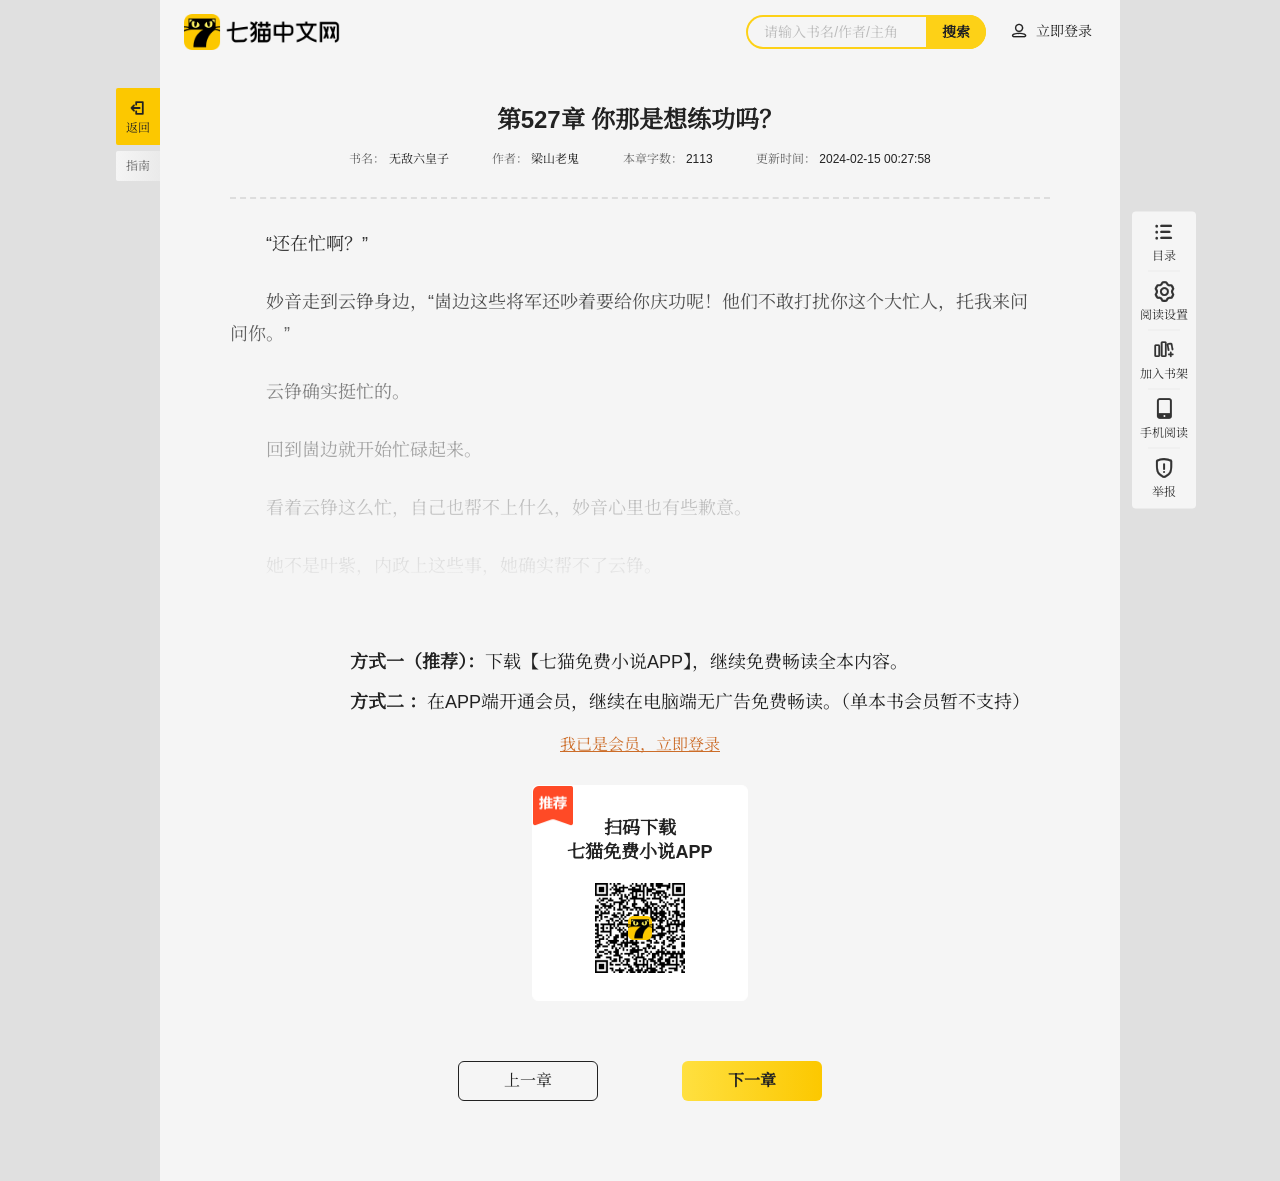 七猫中文网
请输入书名/作者/主角
搜索
立即登录
返回
指南
第527章 你那是想练功吗？
书名： 无敌六皇子 作者： 梁山老鬼 本章字数： 2113 更新时间： 2024-02-15 00:27:58
“还在忙啊？”
妙音走到云铮身边，“崮边这些将军还吵着要给你庆功呢！他们不敢打扰你这个大忙人，托我来问
问你。”
云铮确实挺忙的。
回到崮边就开始忙碌起来。
看着云铮这么忙，自己也帮不上什么，妙音心里也有些歉意。
她不是叶紫，内政上这些事，她确实帮不了云铮。
目录
阅读设置
加入书架
手机阅读
举报
方式一（推荐）：下载【七猫免费小说APP】，继续免费畅读全本内容。
方式二 ：在APP端开通会员，继续在电脑端无广告免费畅读。（单本书会员暂不支持）
我已是会员，立即登录
推荐
扫码下载
七猫免费小说APP
上一章
下一章